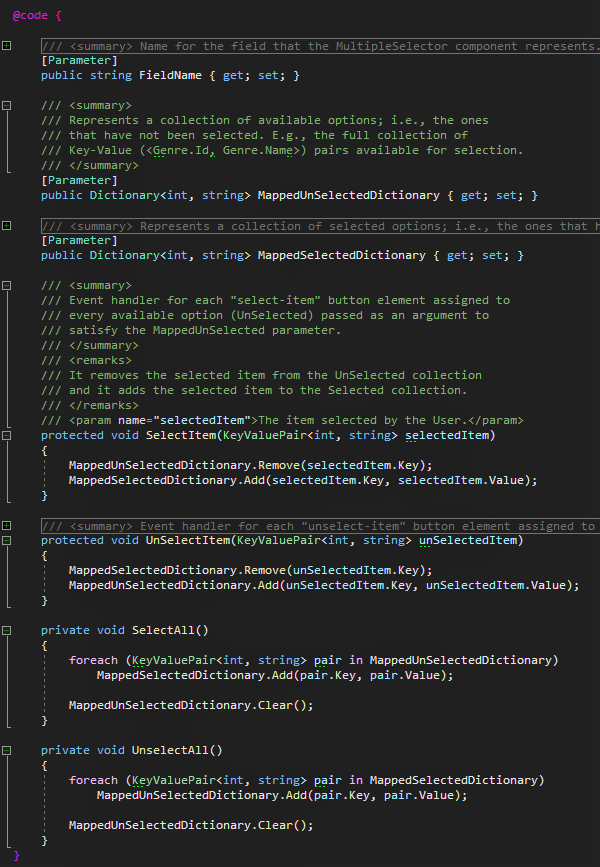 @code {
/// <summary> Name for the field that the MultipleSelector component represents.
[Parameter]
public string FieldName { get; set; }
/// <summary>
/// Represents a collection of available options; i.e., the ones
/// that have not been selected. E.g., the full collection of
/// Key-Value (<Genre.Id, Genre.Name>) pairs available for selection.
/// </summary>
[Parameter]
public Dictionary<int, string> MappedUnSelectedDictionary { get; set; }
/// <summary> Represents a collection of selected options; i.e., the ones that h
[Parameter]
public Dictionary<int, string> MappedSelectedDictionary { get; set; }
/// <summary>
/// Event handler for each "select-item" button element assigned to
/// every available option (UnSelected) passed as an argument to
/// satisfy the MappedUnSelected parameter.
/// </summary>
/// <remarks>
/// It removes the selected item from the UnSelected collection
/// and it adds the selected item to the Selected collection.
/// </remarks>
/// <param name="selectedItem">The item selected by the User.</param>
protected void SelectItem(KeyValuePair<int, string> selectedItem)
{
MappedUnSelectedDictionary.Remove(selectedItem.Key);
MappedSelectedDictionary.Add(selectedItem.Key, selectedItem.Value);
}
/// <summary> Event handler for each "unselect-item" button element assigned to
protected void UnSelectItem(KeyValuePair<int, string> unSelectedItem)
{
MappedSelectedDictionary.Remove(unSelectedItem.Key);
MappedUnSelectedDictionary.Add(unSelectedItem.Key, unSelectedItem.Value);
}
private void SelectAll()
{
foreach (KeyValuePair<int, string> pair in MappedUnSelectedDictionary)
MappedSelectedDictionary.Add(pair.Key, pair.Value);
MappedUnSelectedDictionary.Clear();
}
private void UnselectAll()
{
foreach (KeyValuePair<int, string> pair in MappedSelectedDictionary)
MappedUnSelectedDictionary.Add(pair.Key, pair.Value);
MappedUnSelectedDictionary.Clear();
}
}